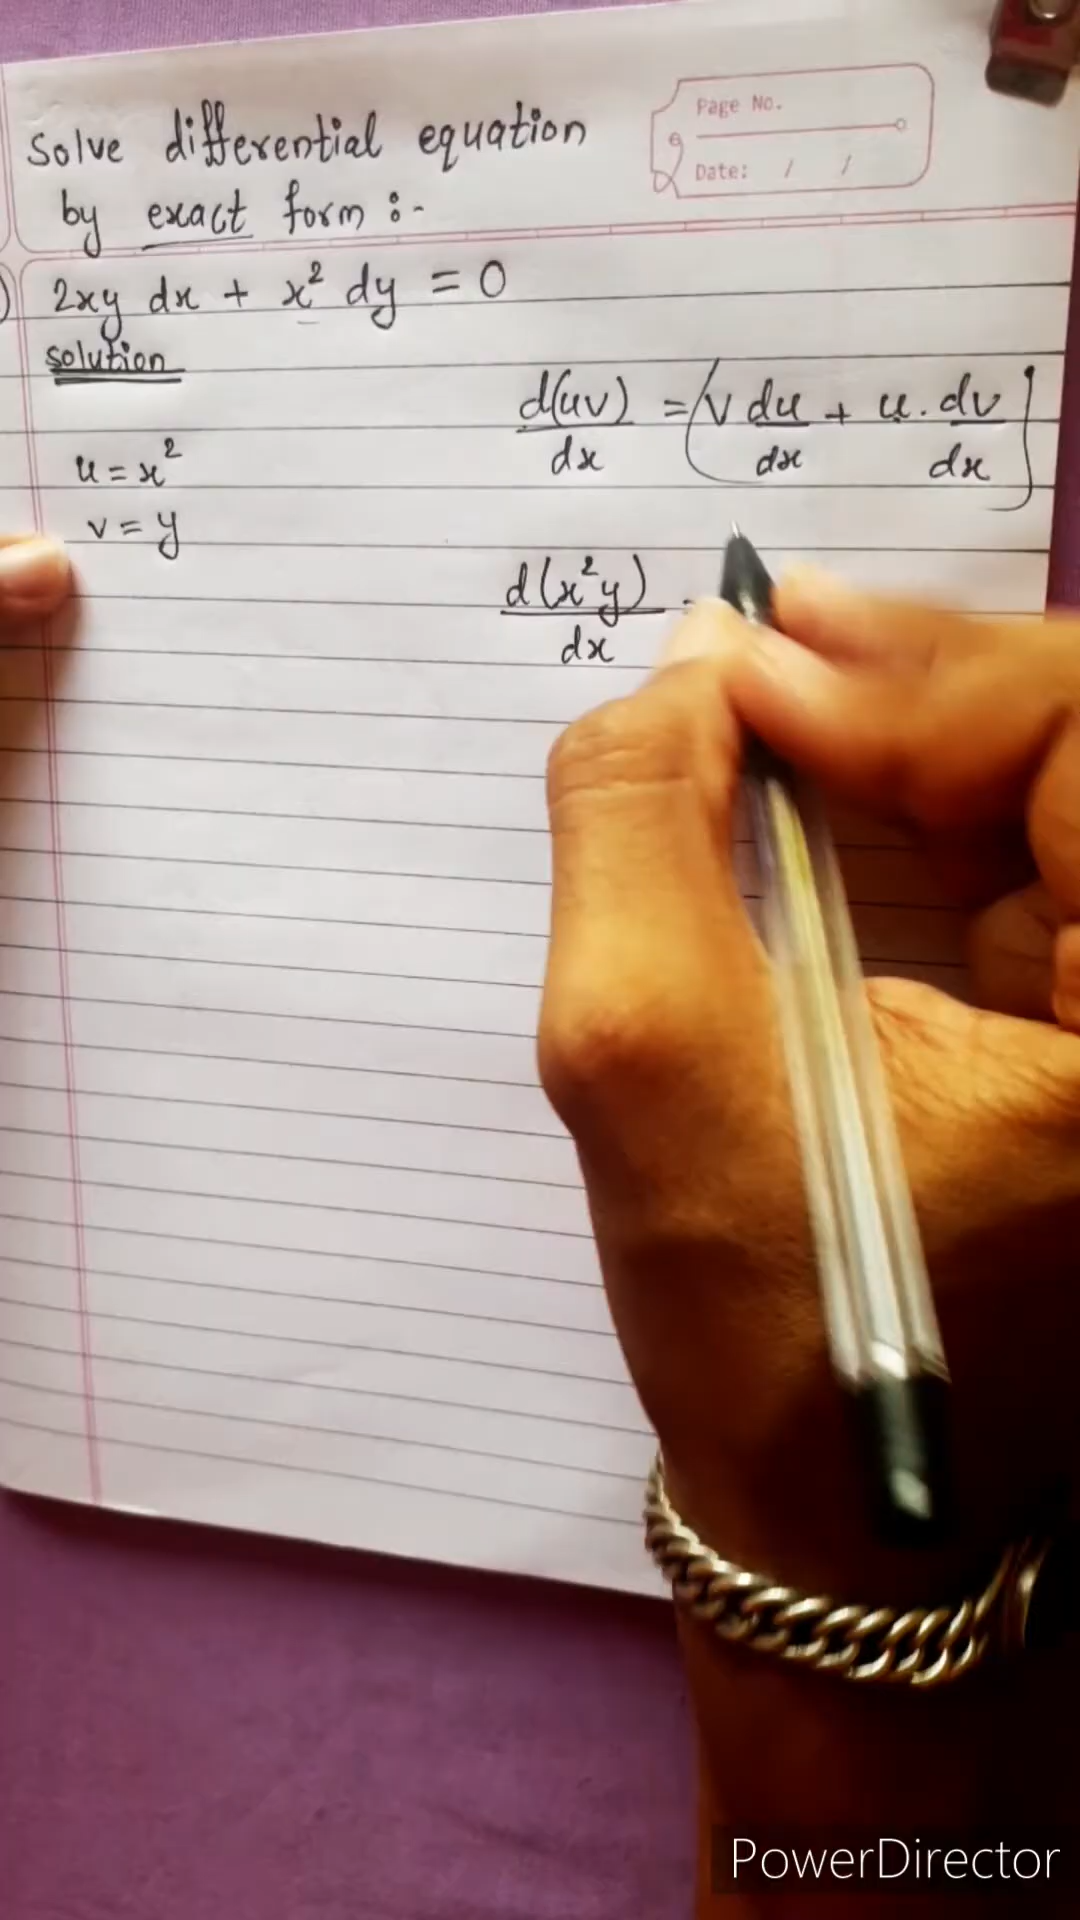 Solve differential equation
by exact form :-
Page No.
Date: / /
) 2xy dx + x² dy = 0
solution
d(uv)/dx = (v du/dx + u. dv/dx]
u = x²
v = y
d(x²y)/dx =
PowerDirector